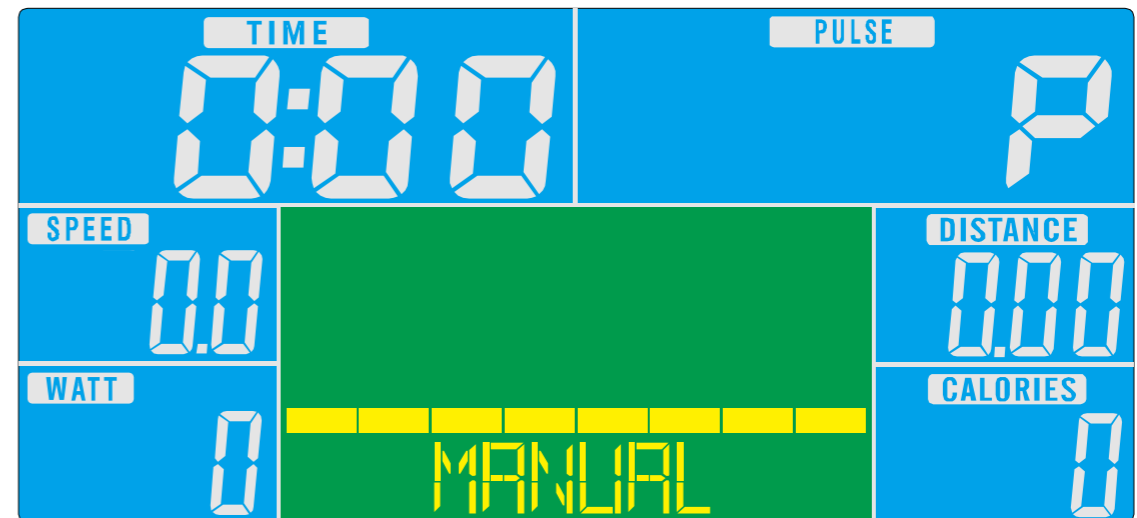 TIME PULSE
0:00 P
SPEED DISTANCE
0.0 0.00
WATT CALORIES
0 0
MANUAL